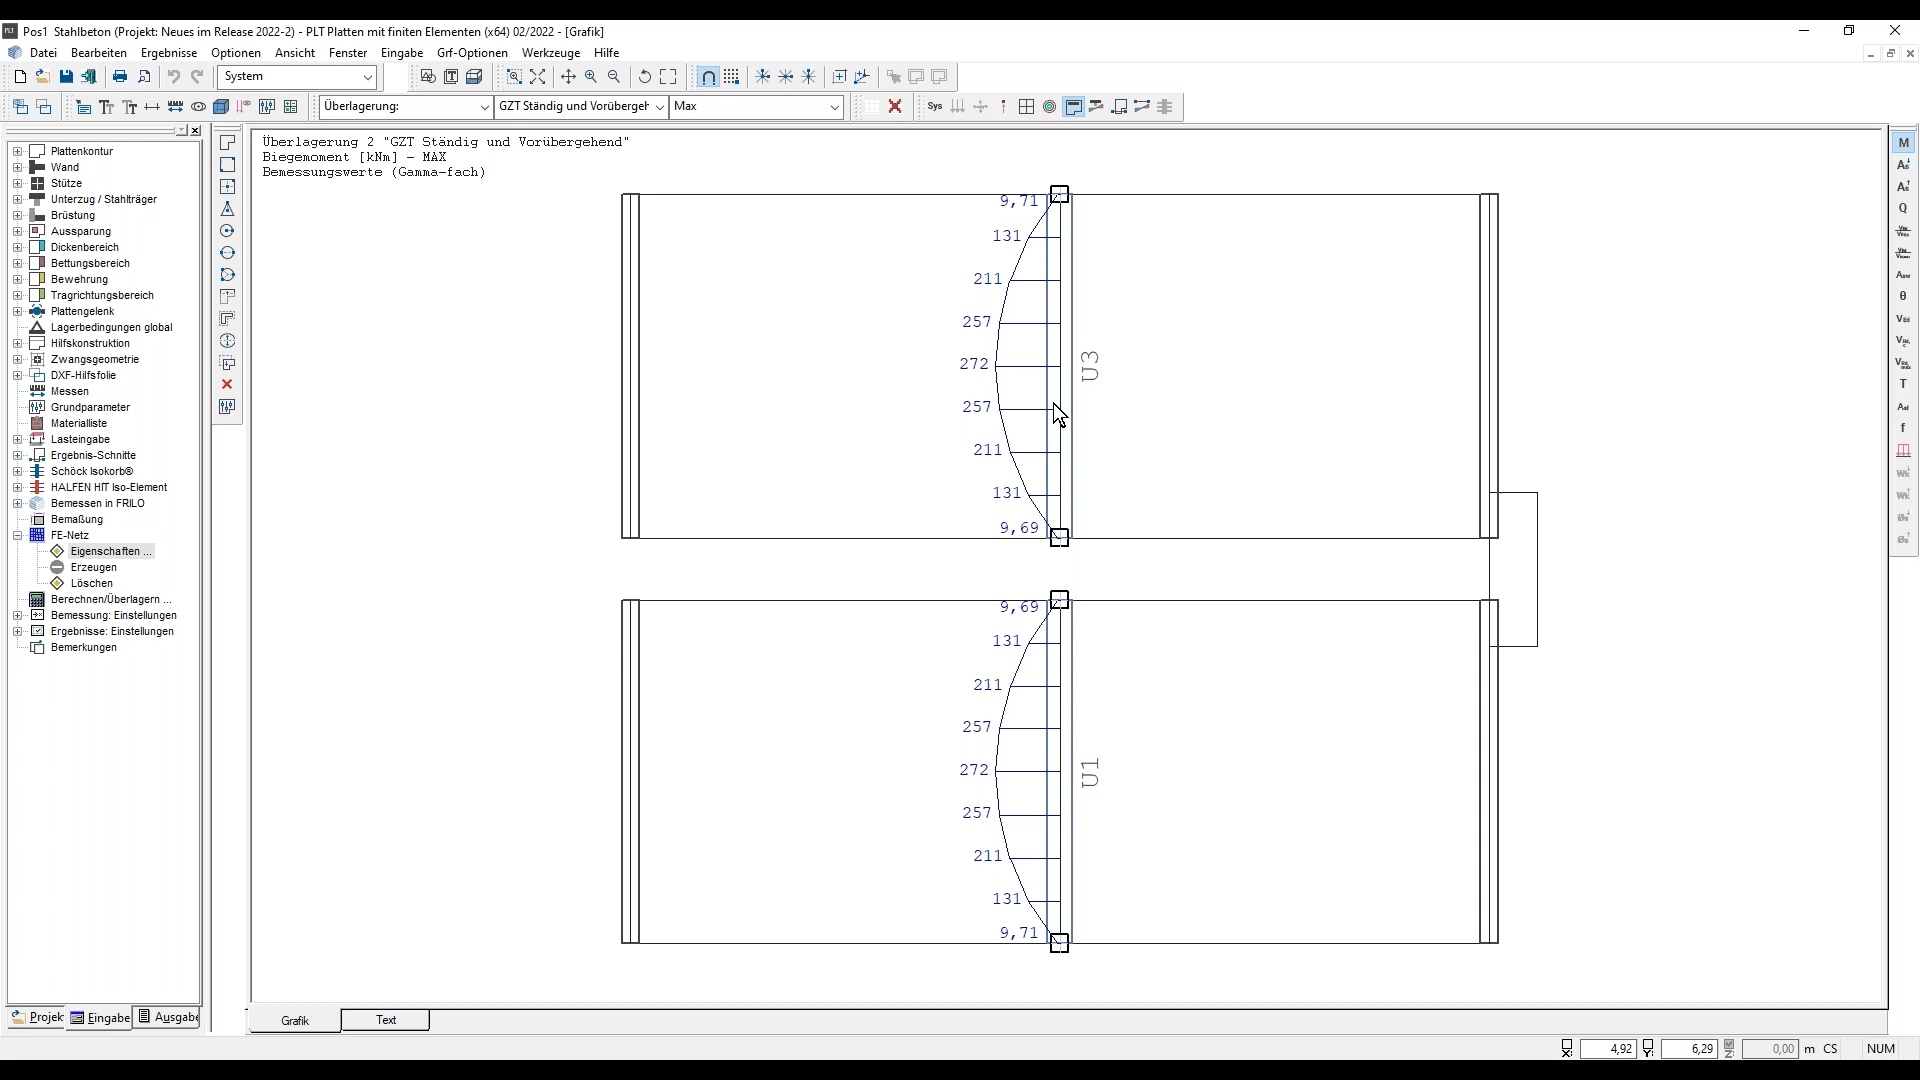 Pos1 Stahlbeton (Projekt: Neues im Release 2022-2) - PLT Platten mit finiten Elementen (x64) 02/2022 - [Grafik]
Datei Bearbeiten Ergebnisse Optionen Ansicht Fenster Eingabe Grf-Optionen Werkzeuge Hilfe
System
Überlagerung: GZT Ständig und Vorübergeh Max Sys
Plattenkontur
Wand
Stütze
Unterzug / Stahlträger
Brüstung
Aussparung
Dickenbereich
Bettungsbereich
Bewehrung
Tragrichtungsbereich
Plattengelenk
Lagerbedingungen global
Hilfskonstruktion
Zwangsgeometrie
DXF-Hilfsfolie
Messen
Grundparameter
Materialliste
Lasteingabe
Ergebnis-Schnitte
Schöck Isokorb®
HALFEN HIT Iso-Element
Bemessen in FRILO
Bemaßung
FE-Netz
Eigenschaften ...
Erzeugen
Löschen
Berechnen/Überlagern ...
Bemessung: Einstellungen
Ergebnisse: Einstellungen
Bemerkungen
Projek Eingabe Ausgabe
Überlagerung 2 "GZT Ständig und Vorübergehend"
Biegemoment [kNm] - MAX
Bemessungswerte (Gamma-fach)
9,71
131
211
257
272
257
211
131
9,69
U3
9,69
131
211
257
272
257
211
131
9,71
U1
M
Q
θ
T
f
Grafik Text
X: 4,92 Y: 6,29 Z: 0,00 m CS NUM